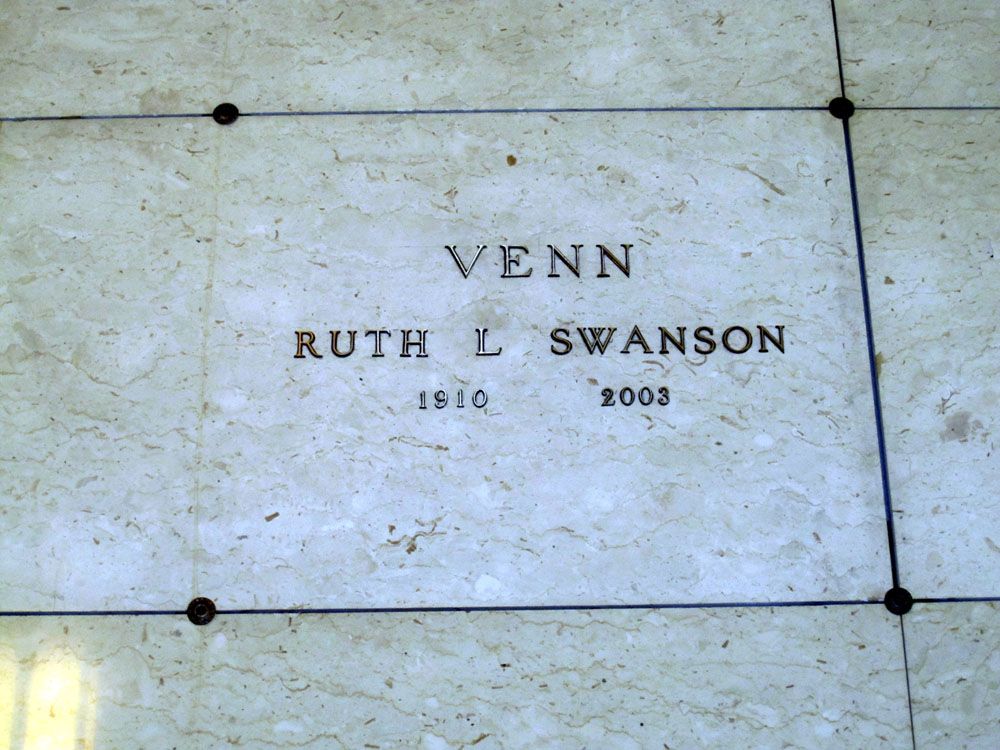 VENN
RUTH L SWANSON
1910 2003